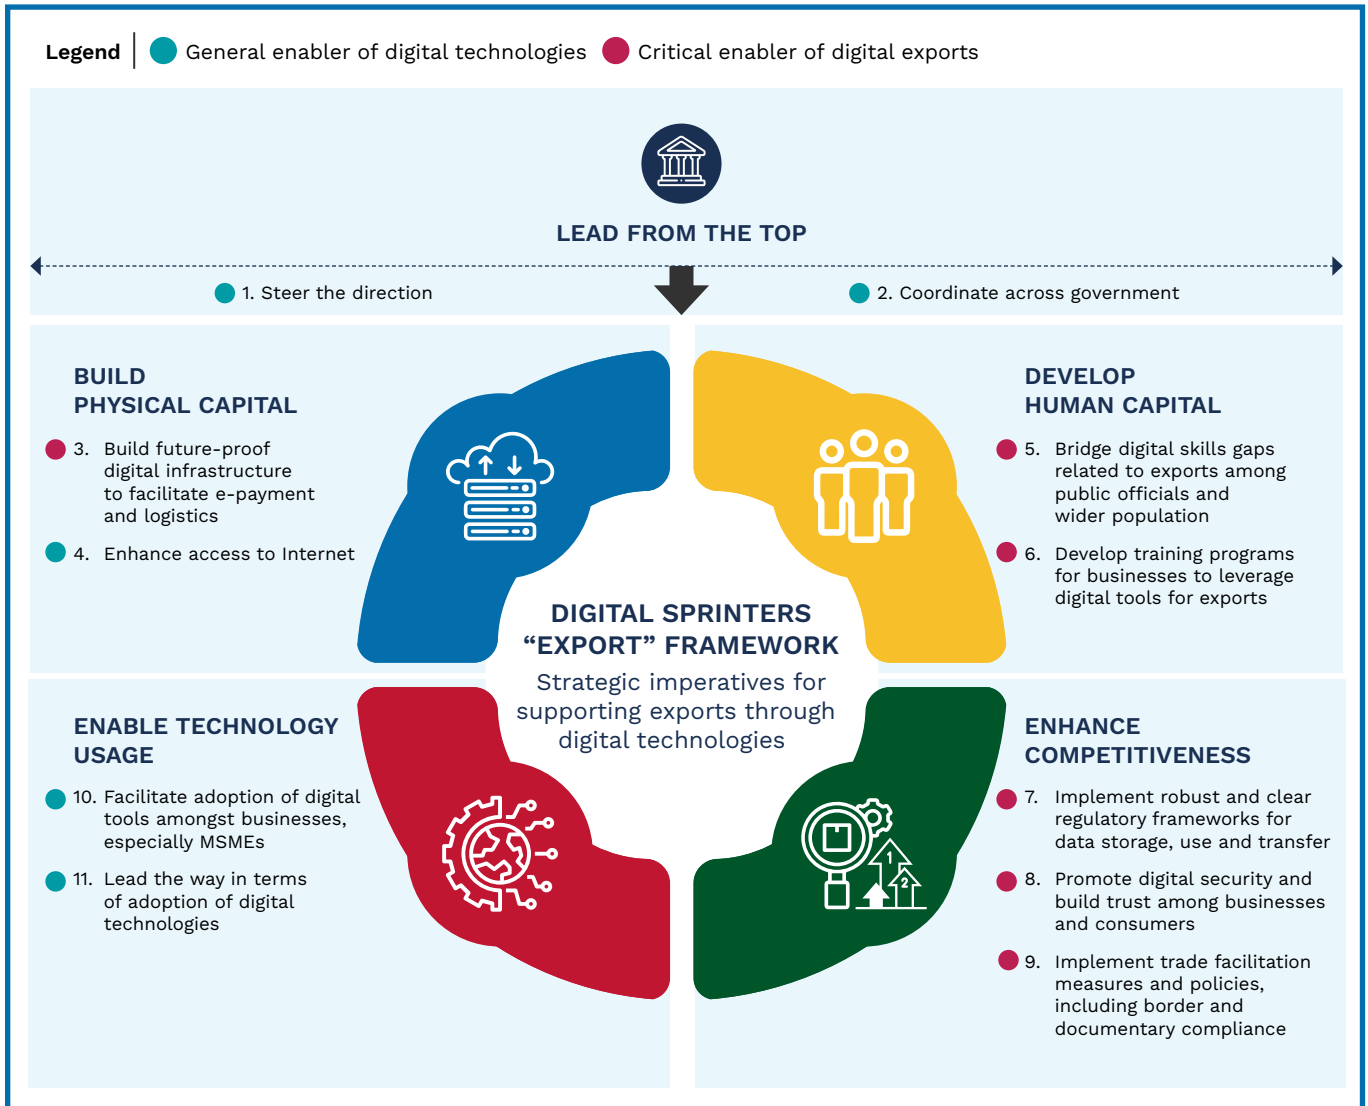 Legend
General enabler of digital technologies
Critical enabler of digital exports
LEAD FROM THE TOP
1. Steer the direction
2. Coordinate across government
BUILD
PHYSICAL CAPITAL
3. Build future-proof
digital infrastructure
to facilitate e-payment
and logistics
4. Enhance access to Internet
DEVELOP
HUMAN CAPITAL
5. Bridge digital skills gaps
related to exports among
public officials and
wider population
6. Develop training programs
for businesses to leverage
digital tools for exports
DIGITAL SPRINTERS
“EXPORT” FRAMEWORK
Strategic imperatives for
supporting exports through
digital technologies
ENABLE TECHNOLOGY
USAGE
10. Facilitate adoption of digital
tools amongst businesses,
especially MSMEs
11. Lead the way in terms
of adoption of digital
technologies
1
2
ENHANCE
COMPETITIVENESS
7. Implement robust and clear
regulatory frameworks for
data storage, use and transfer
8. Promote digital security and
build trust among businesses
and consumers
9. Implement trade facilitation
measures and policies,
including border and
documentary compliance